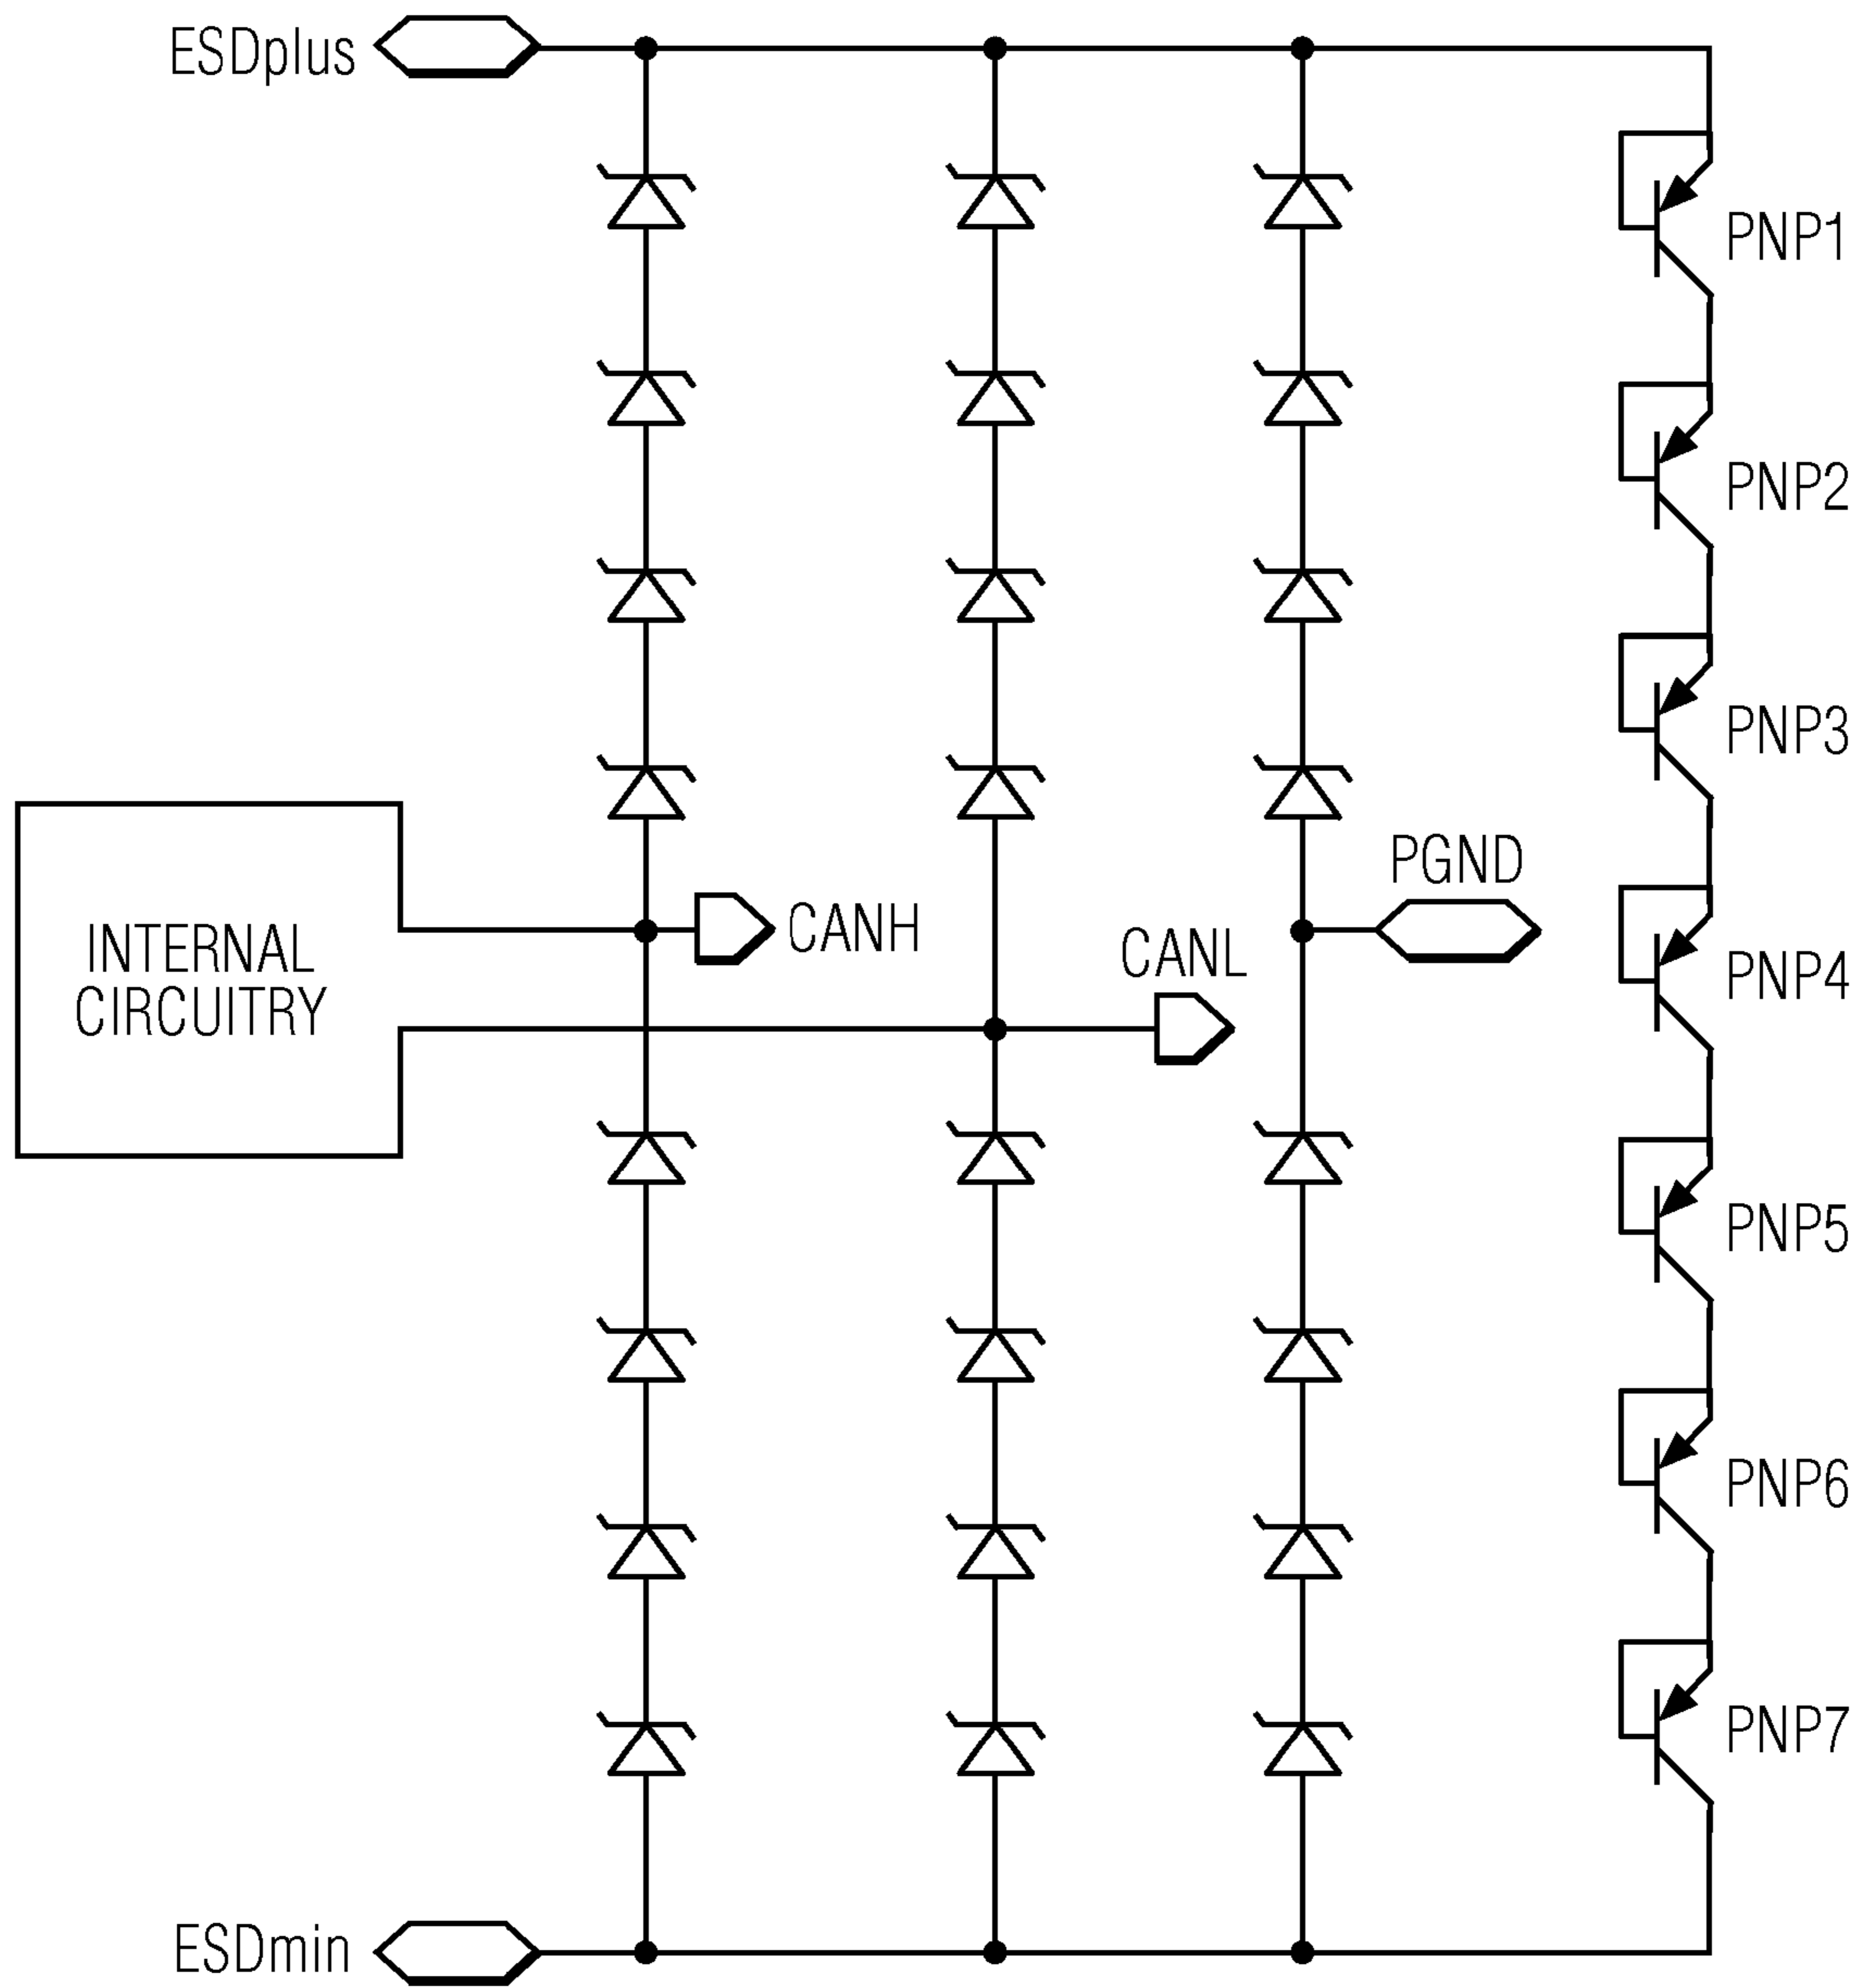 ESDplus
PNP1
PNP2
PNP3
PGND
CANH
CANL
INTERNAL
CIRCUITRY
PNP4
PNP5
PNP6
PNP7
ESDmin